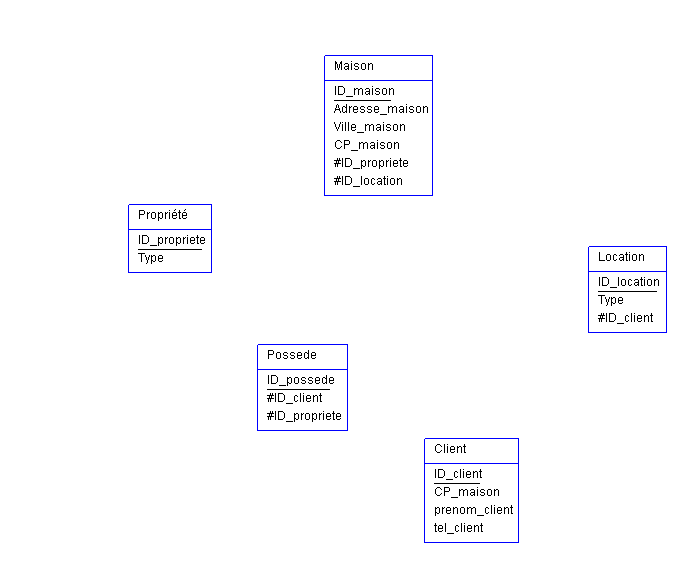 Maison
ID_maison
Adresse_maison
Ville_maison
CP_maison
#ID_propriete
#ID_location
Propriété
ID_propriete
Type
Location
ID_location
Type
#ID_client
Possede
ID_possede
#ID_client
#ID_propriete
Client
ID_client
CP_maison
prenom_client
tel_client